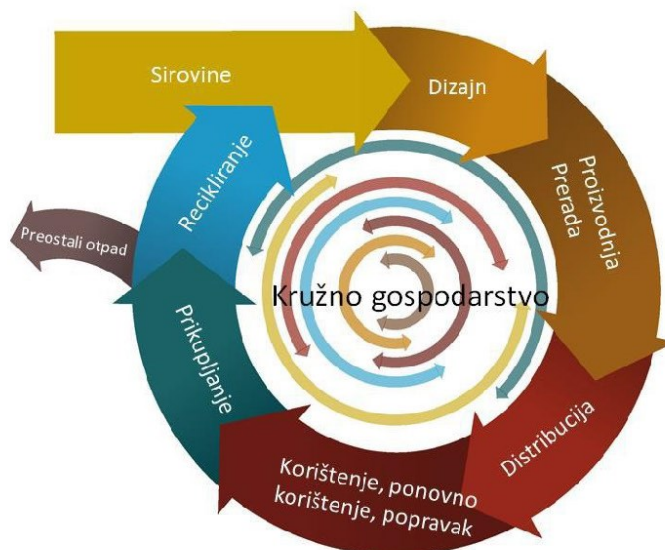 Sirovine
Dizajn
Proizvodnja
Prerada
Distribucija
Korištenje, ponovno
korištenje, popravak
Prikupljanje
Recikliranje
Preostali otpad
Kružno gospodarstvo